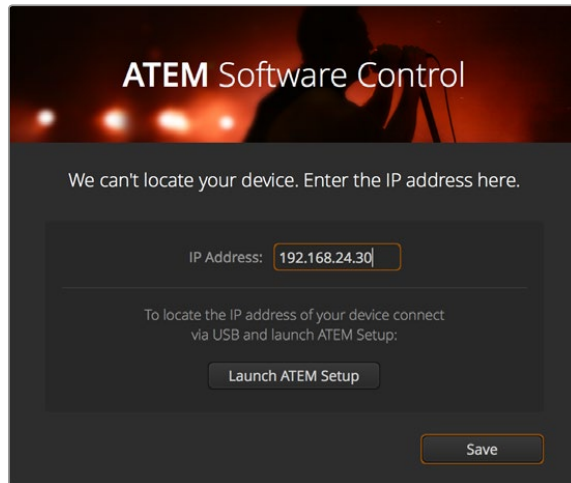 ATEM Software Control
We can't locate your device. Enter the IP address here.
IP Address: 192.168.24.30
To locate the IP address of your device connect
via USB and launch ATEM Setup:
Launch ATEM Setup
Save